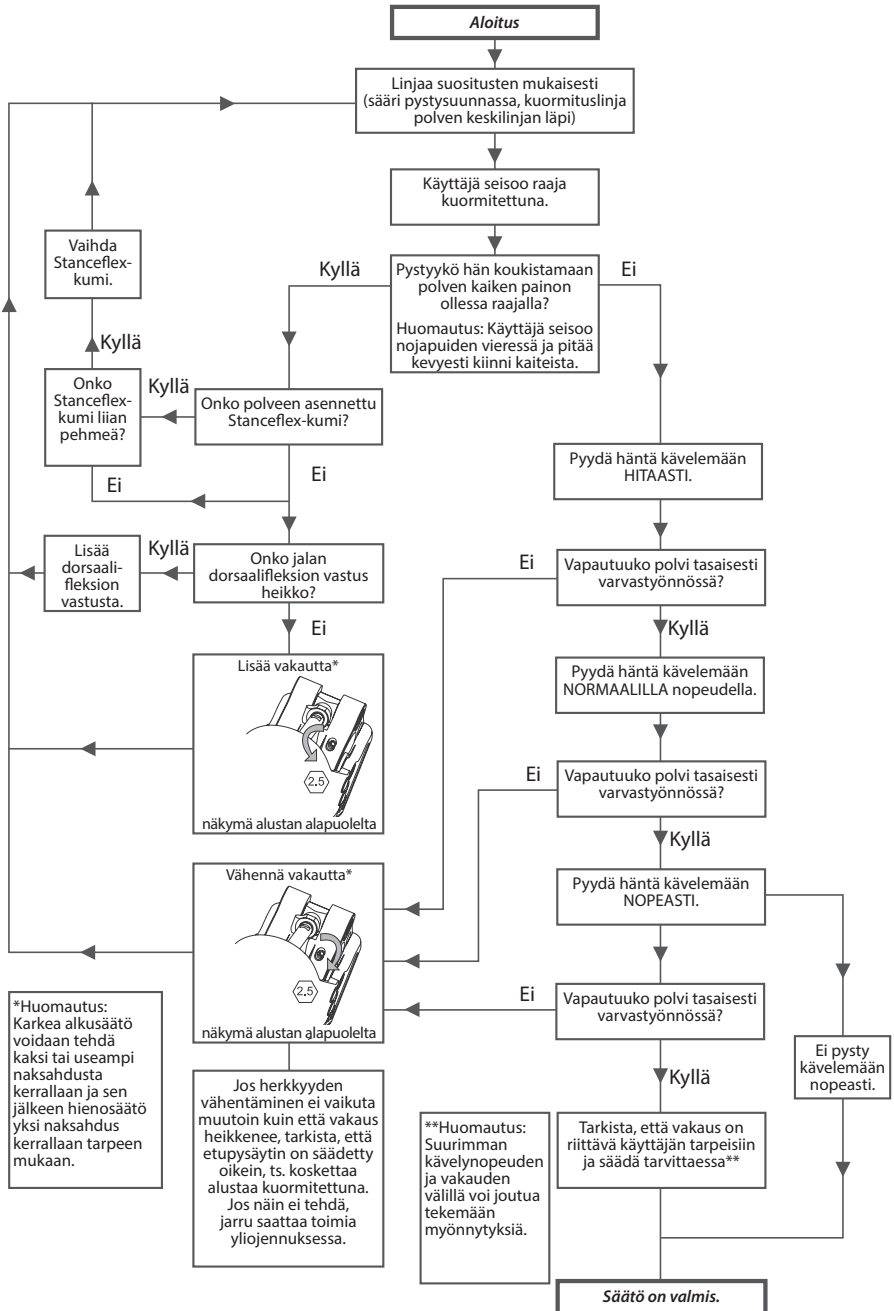 Aloitus
Linjaa suositusten mukaisesti
(sääri pystysuunnassa, kuormituslinja
polven keskilinjan läpi)
Käyttäjä seisoo raaja
kuormitettuna.
Pystyykö hän koukistamaan
polven kaiken painon
ollessa raajalla?
Huomautus: Käyttäjä seisoo
nojapuiden vieressä ja pitää
kevyesti kiinni kaiteista.
Kyllä
Ei
Vaihda
Stanceflex-
kumi.
Kyllä
Onko
Stanceflex-
kumi liian
pehmeä?
Kyllä
Onko polveen asennettu
Stanceflex-kumi?
Ei
Ei
Lisää
dorsaali-
fleksion
vastusta.
Kyllä
Onko jalan
dorsaalifleksion vastus
heikko?
Ei
Lisää vakautta*
2.5
näkymä alustan alapuolelta
Vähennä vakautta*
2.5
näkymä alustan alapuolelta
Jos herkkyyden
vähentäminen ei vaikuta
muutoin kuin että vakaus
heikkenee, tarkista, että
etupysäytin on säädetty
oikein, ts. koskettaa
alustaa kuormitettuna.
Jos näin ei tehdä,
jarru saattaa toimia
yliojennuksessa.
*Huomautus:
Karkea alkusäätö
voidaan tehdä
kaksi tai useampi
naksahdusta
kerrallaan ja sen
jälkeen hienosäätö
yksi naksahdus
kerrallaan tarpeen
mukaan.
Pyydä häntä kävelemään
HITAASTI.
Ei
Vapautuuko polvi tasaisesti
varvastyönnössä?
Kyllä
Pyydä häntä kävelemään
NORMAALILLA nopeudella.
Ei
Vapautuuko polvi tasaisesti
varvastyönnössä?
Kyllä
Pyydä häntä kävelemään
NOPEASTI.
Ei
Vapautuuko polvi tasaisesti
varvastyönnössä?
Kyllä
Ei pysty
kävelemään
nopeasti.
**Huomautus:
Suurimman
kävelynopeuden
ja vakauden
välillä voi joutua
tekemään
myönnytyksiä.
Tarkista, että vakaus on
riittävä käyttäjän tarpeisiin
ja säädä tarvittaessa**
Säätö on valmis.